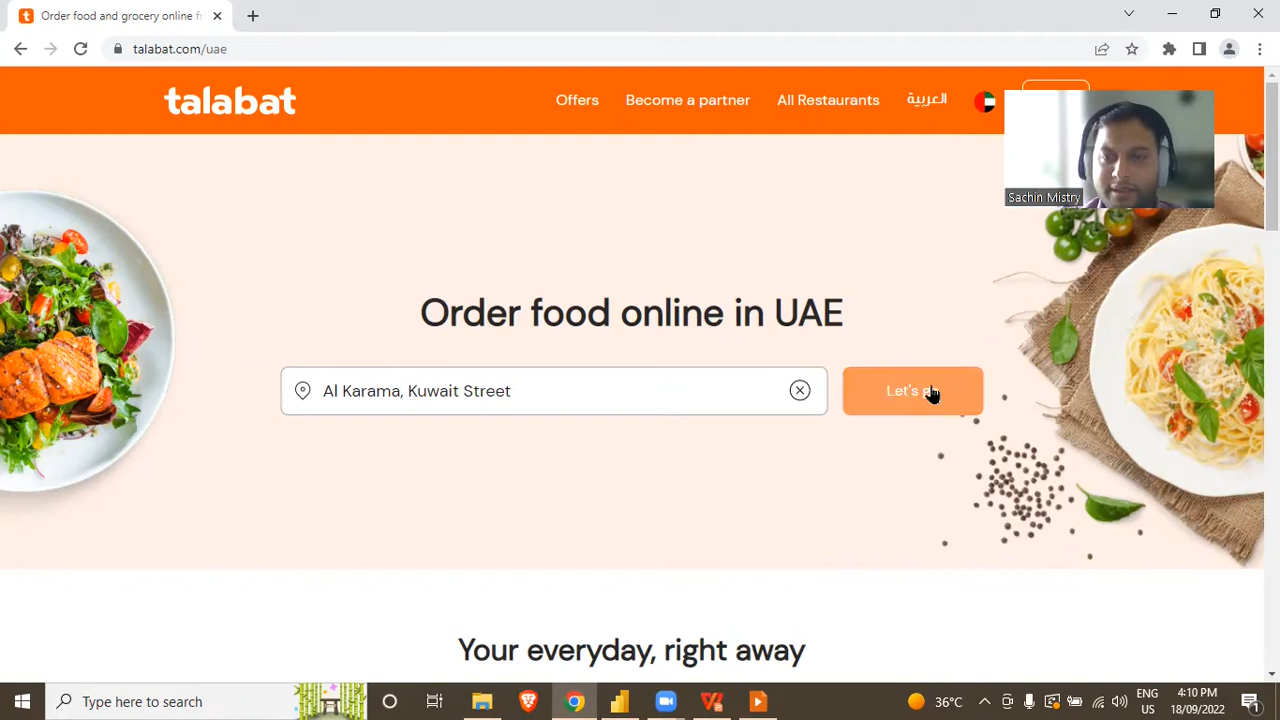 Order food and grocery online f
talabat.com/uae
talabat
Offers
Become a partner
All Restaurants
العربية
Sachin Mistry
Order food online in UAE
Al Karama, Kuwait Street
Let's
Your everyday, right away
Type here to search
36°C
ENG
US
4:10 PM
18/09/2022
1